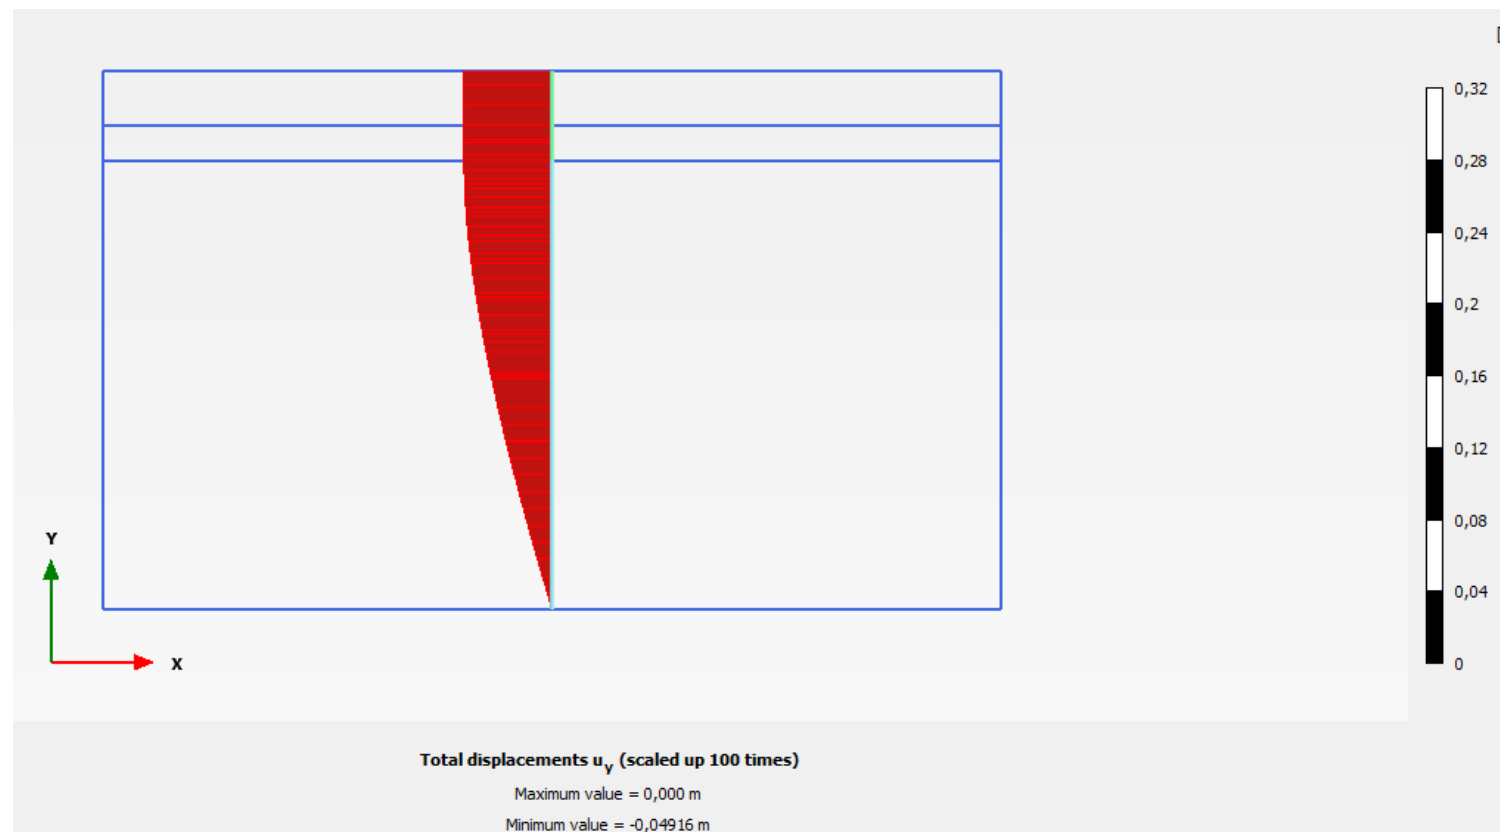 0,32
0,28
0,24
0,2
0,16
0,12
0,08
0,04
0
Y
X
Total displacements uy (scaled up 100 times)
Maximum value = 0,000 m
Minimum value = -0,04916 m